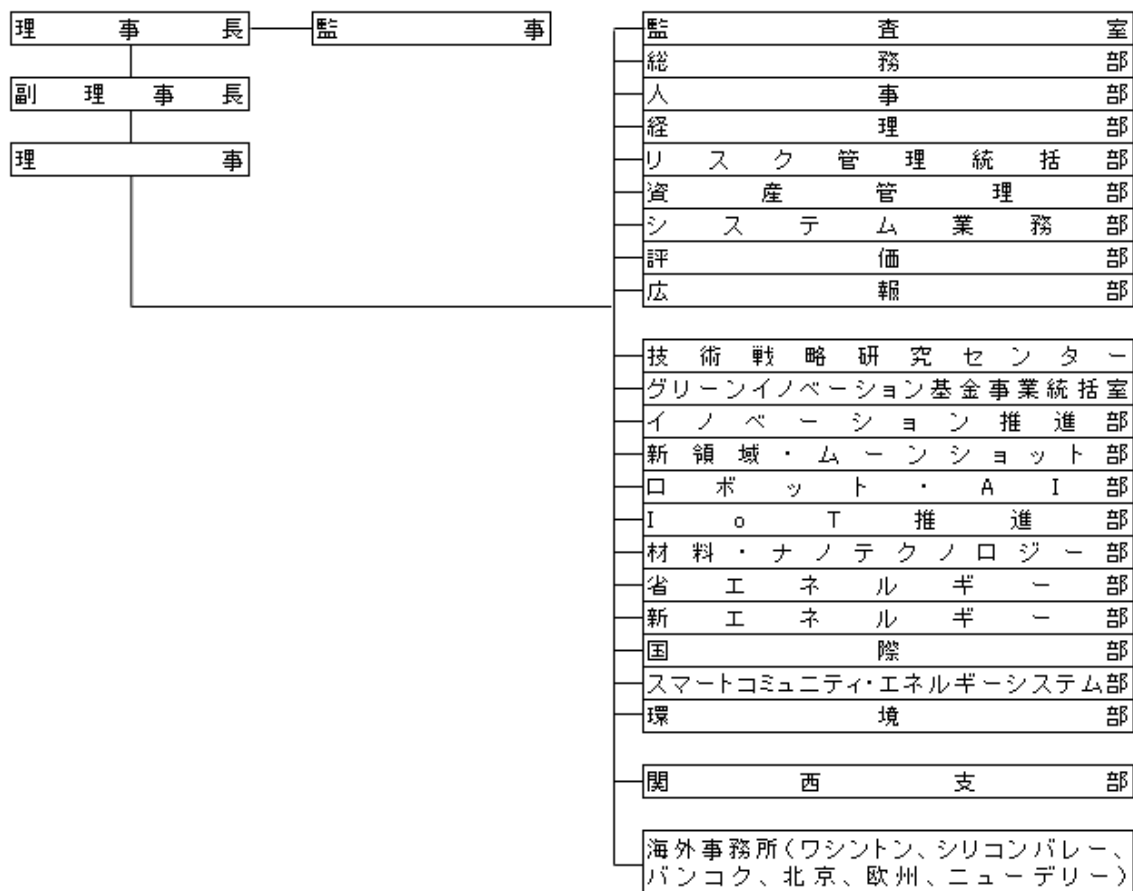 理事長
監事
副理事長
理事
監査室
総務部
人事部
経理部
リスク管理統括部
資産管理部
システム業務部
評価部
広報部
技術戦略研究センター
グリーンイノベーション基金事業統括室
イノベーション推進部
新領域・ムーンショット部
ロボット・AI部
IoT推進部
材料・ナノテクノロジー部
省エネルギー部
新エネルギー部
国際部
スマートコミュニティ・エネルギーシステム部
環境部
関西支部
海外事務所(ワシントン、シリコンバレー、
バンコク、北京、欧州、ニューデリー)